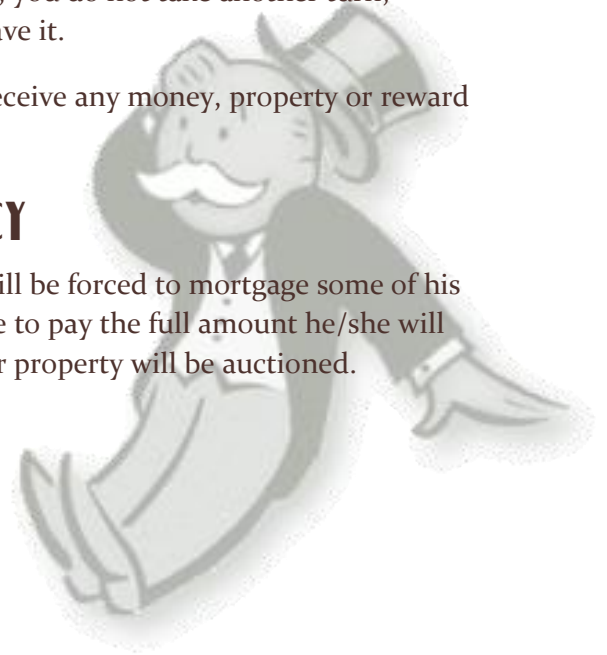 , you do not take another turn,
ave it.
eceive any money, property or reward
EY
ill be forced to mortgage some of his
e to pay the full amount he/she will
r property will be auctioned.